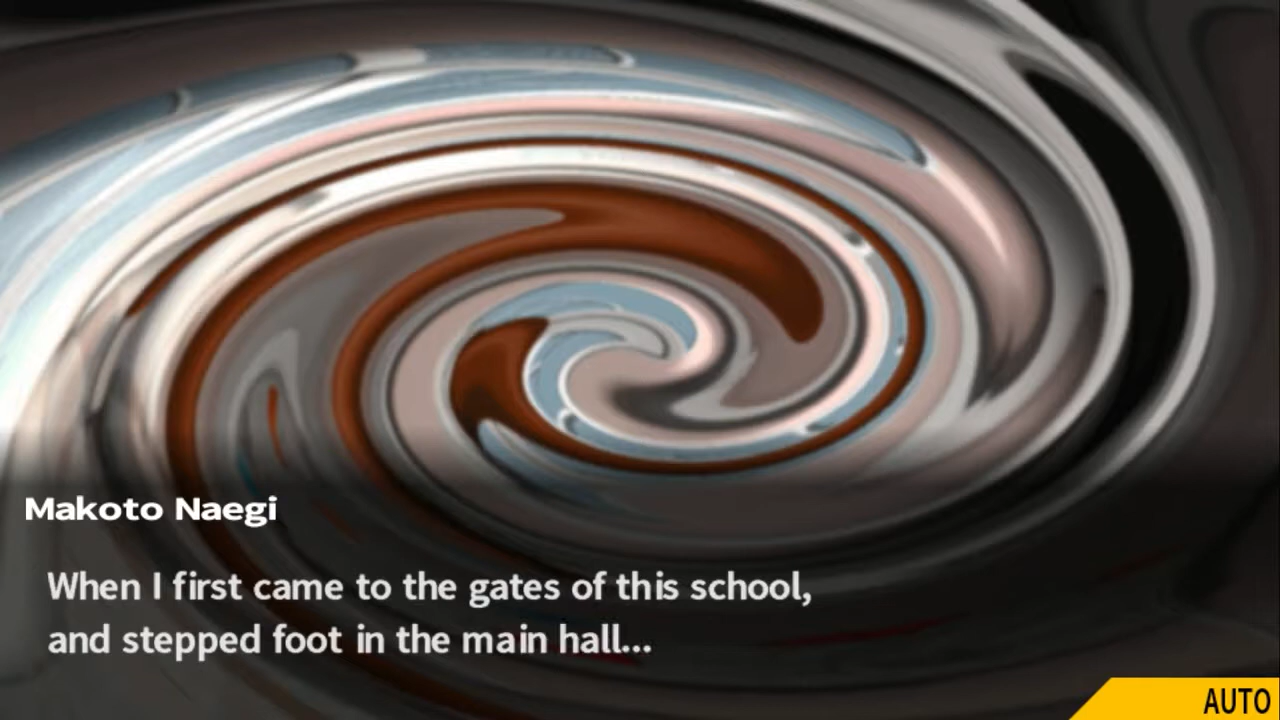 Makoto Naegi
When I first came to the gates of this school,
and stepped foot in the main hall...
AUTO